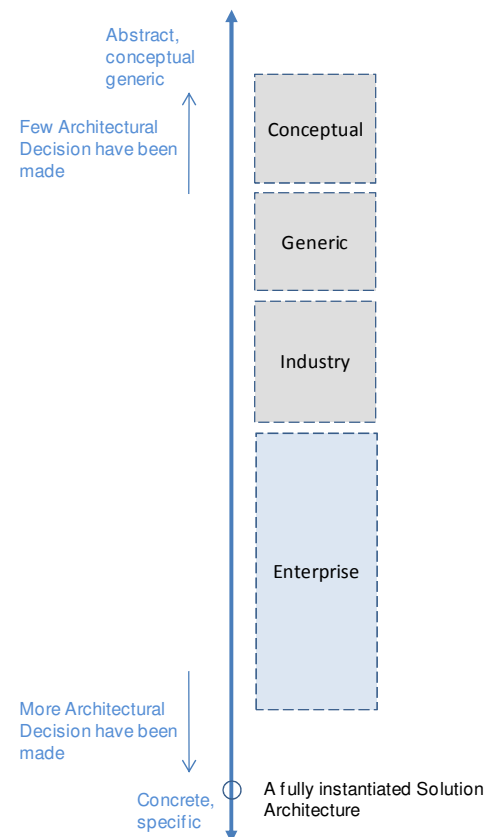 Abstract,
conceptual
generic
Few Architectural
Decision have been
made
Conceptual
Generic
Industry
Enterprise
More Architectural
Decision have been
made
Concrete,
specific
A fully instantiated Solution
Architecture